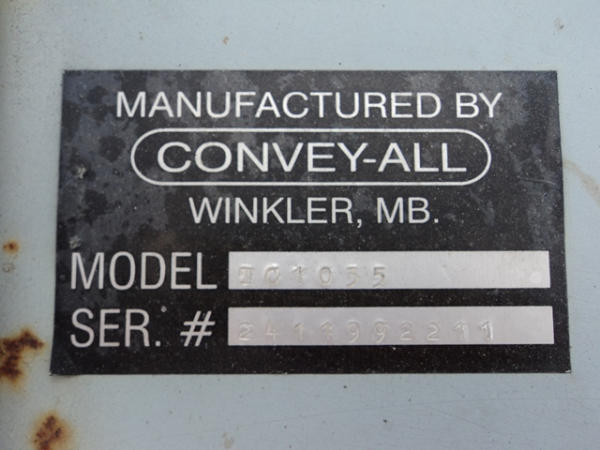 MANUFACTURED BY
CONVEY-ALL
WINKLER, MB.
MODEL
SER. #